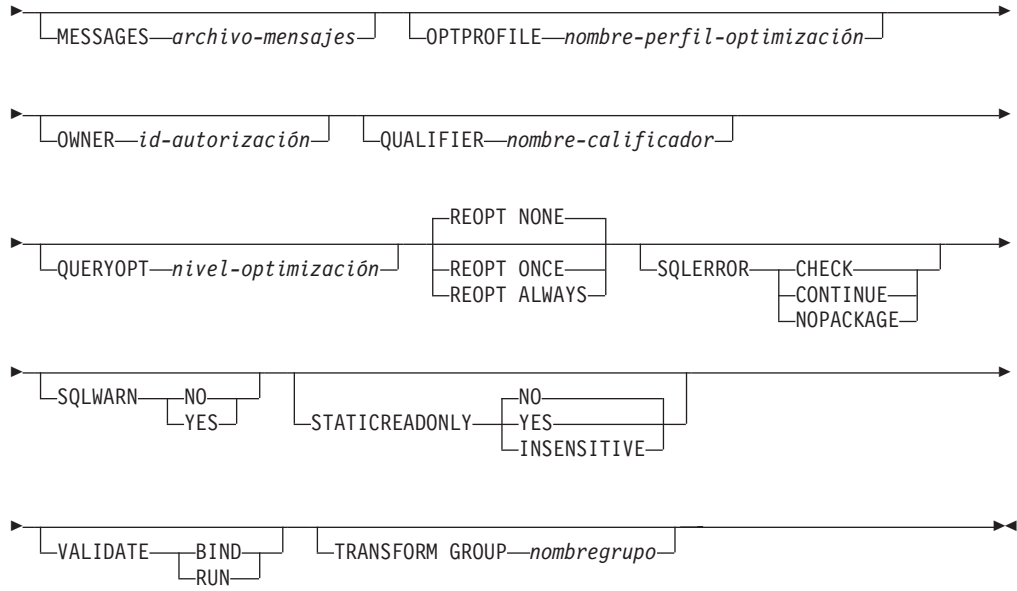 MESSAGES archivo-mensajes OPTPROFILE nombre-perfil-optimización
OWNER id-autorización QUALIFIER nombre-calificador
REOPT NONE
QUERYOPT nivel-optimización REOPT ONCE SQLERROR CHECK
REOPT ALWAYS CONTINUE
NOPACKAGE
SQLWARN NO STATICREADONLY NO
YES YES
INSENSITIVE
VALIDATE BIND TRANSFORM GROUP nombregrupo
RUN